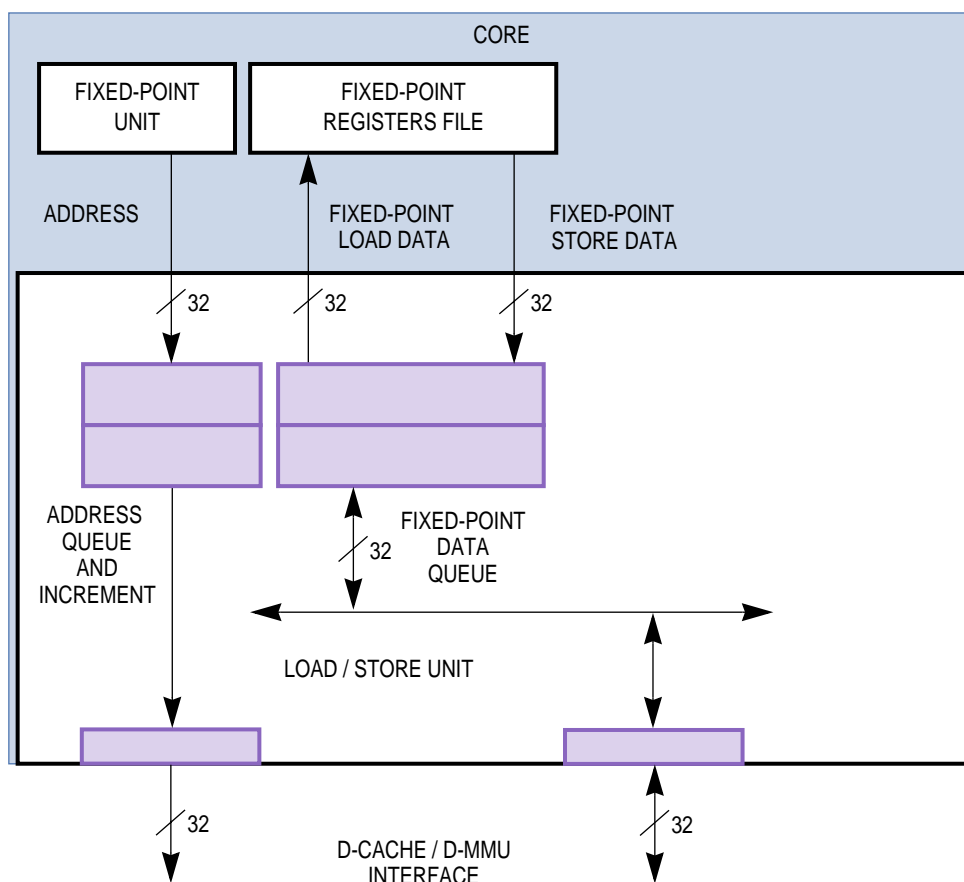 CORE
FIXED-POINT
UNIT
FIXED-POINT
REGISTERS FILE
ADDRESS
FIXED-POINT
LOAD DATA
FIXED-POINT
STORE DATA
32
32
32
ADDRESS
QUEUE
AND
INCREMENT
32
FIXED-POINT
DATA
QUEUE
LOAD / STORE UNIT
32
32
D-CACHE / D-MMU
INTERFACE